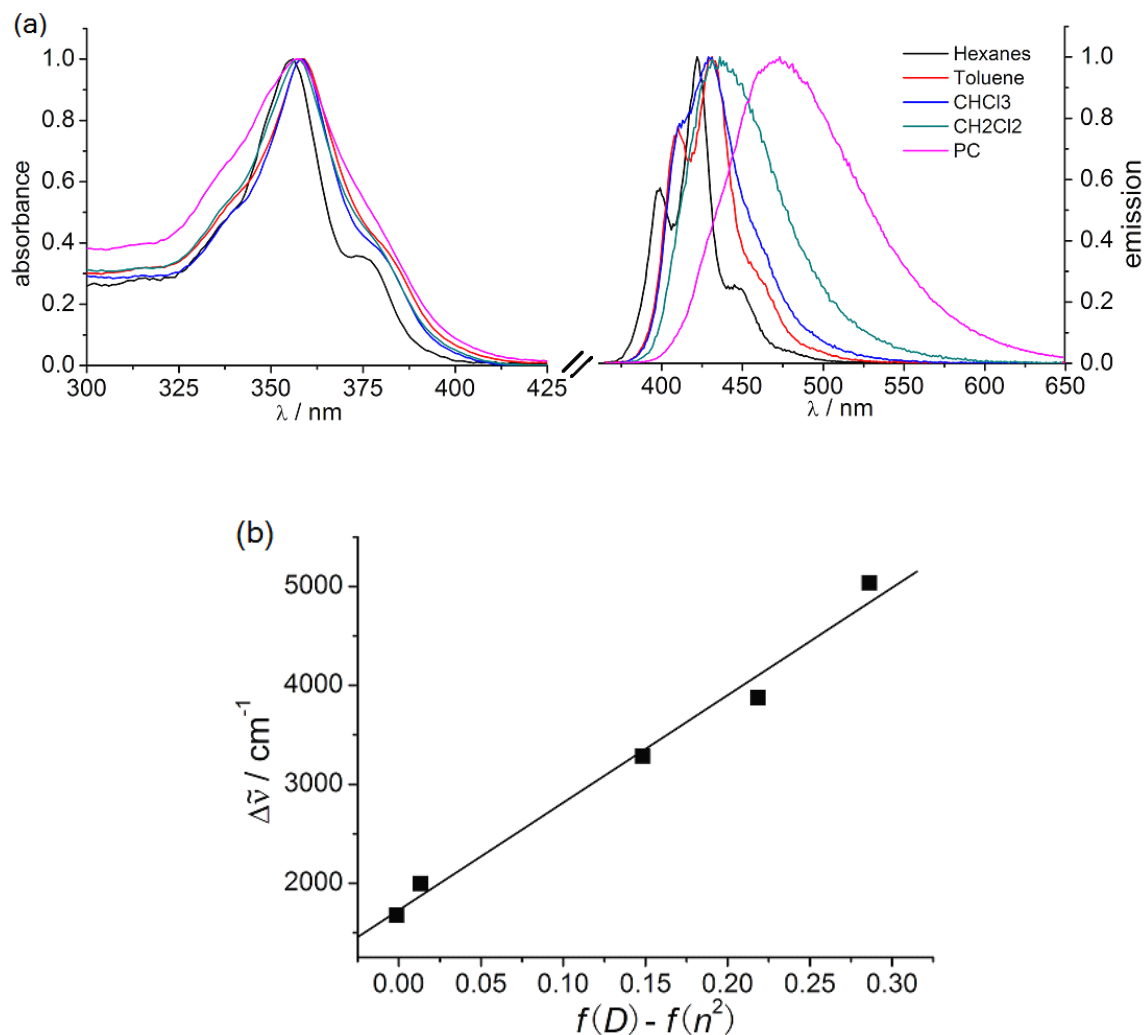 (a)
absorbance
1.0
0.8
0.6
0.4
0.2
0.0
300
325
350
375
400
425
λ / nm
Hexanes
Toluene
CHCl3
CH2Cl2
PC
emission
1.0
0.8
0.6
0.4
0.2
0.0
400
450
500
550
600
650
λ / nm
(b)
Δṽ / cm⁻¹
5000
4000
3000
2000
0.00
0.05
0.10
0.15
0.20
0.25
0.30
f(D) - f(n²)